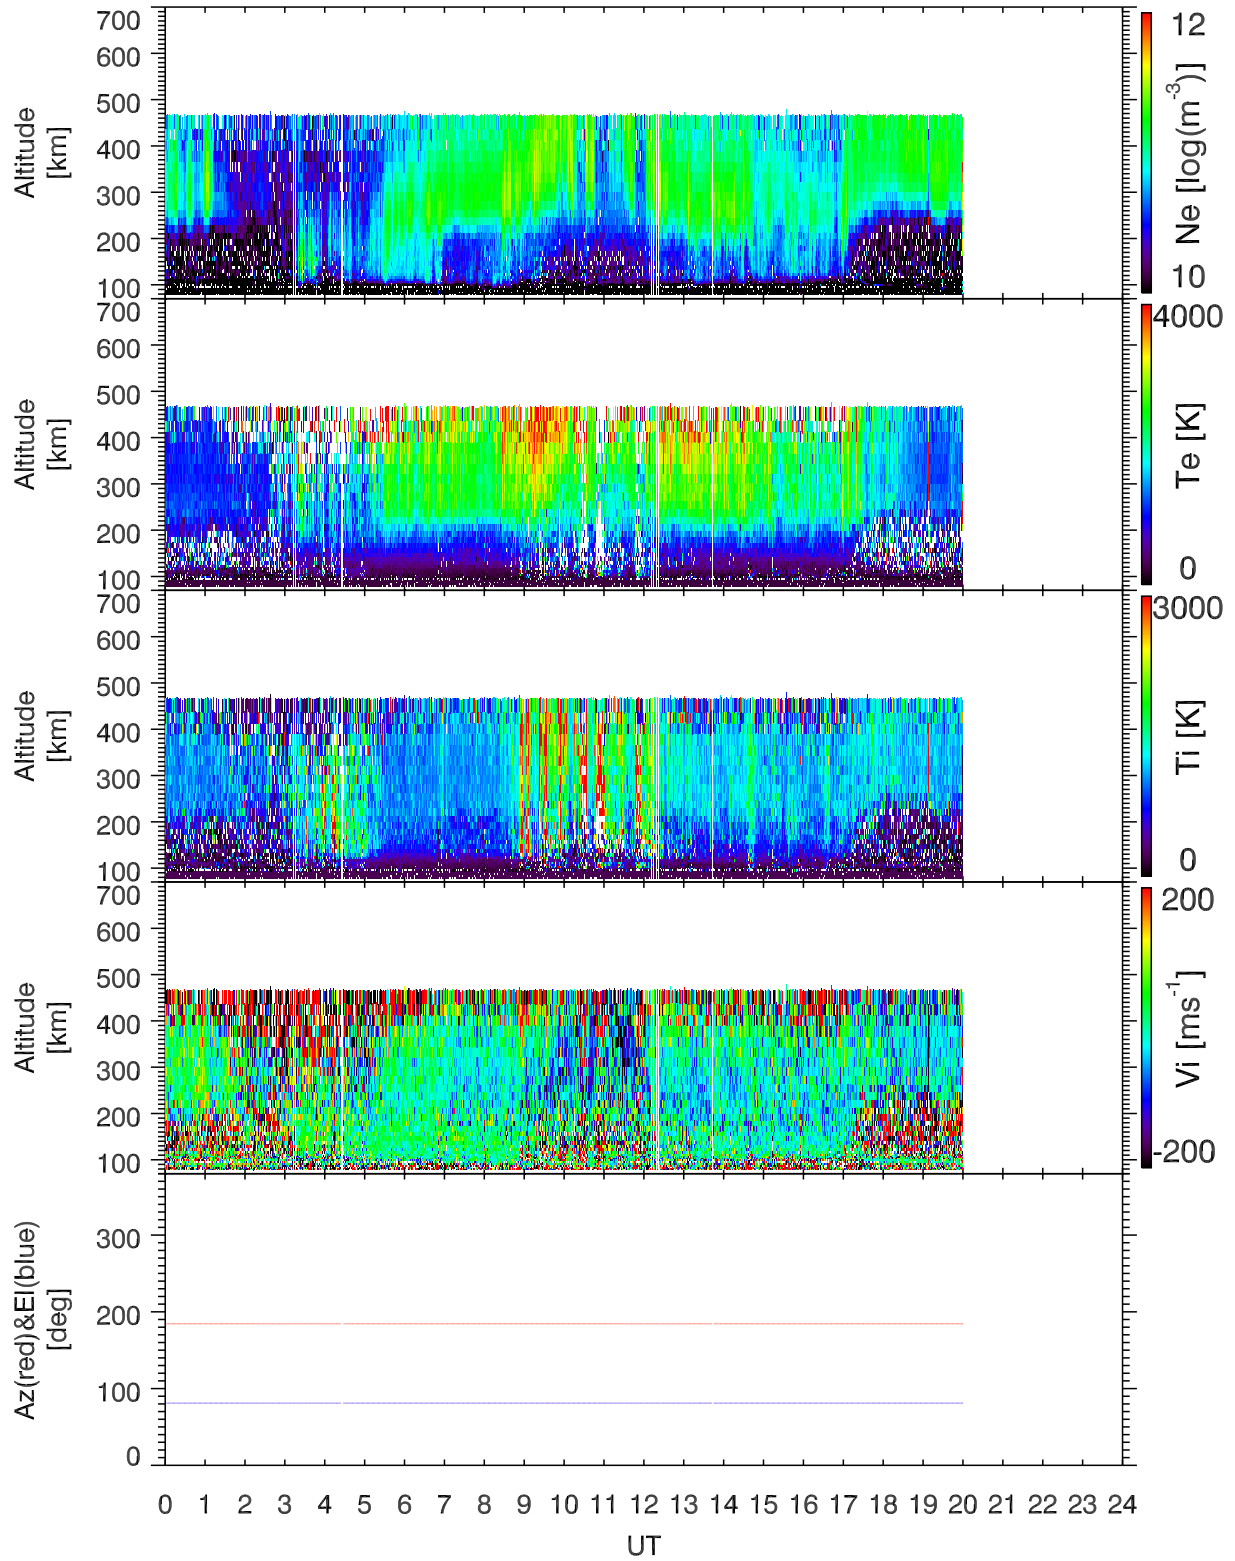 700
600
500
400
300
200
100
Altitude
[km]
12
Ne [log(m⁻³)]
10
700
600
500
400
300
200
100
Altitude
[km]
4000
Te [K]
0
700
600
500
400
300
200
100
Altitude
[km]
3000
Ti [K]
0
700
600
500
400
300
200
100
Altitude
[km]
200
Vi [ms⁻¹]
-200
300
200
100
0
Az(red)&El(blue)
[deg]
0 1 2 3 4 5 6 7 8 9 10 11 12 13 14 15 16 17 18 19 20 21 22 23 24
UT